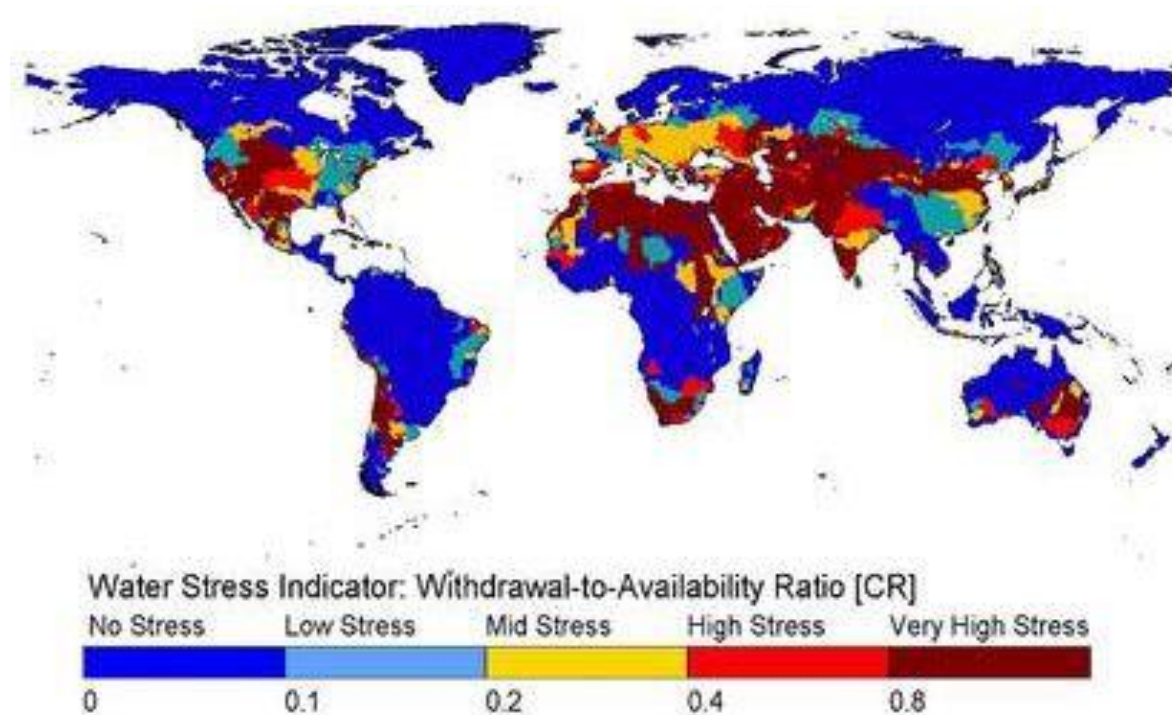 Water Stress Indicator: Withdrawal-to-Availability Ratio [CR]
No Stress Low Stress Mid Stress High Stress Very High Stress
0 0.1 0.2 0.4 0.8